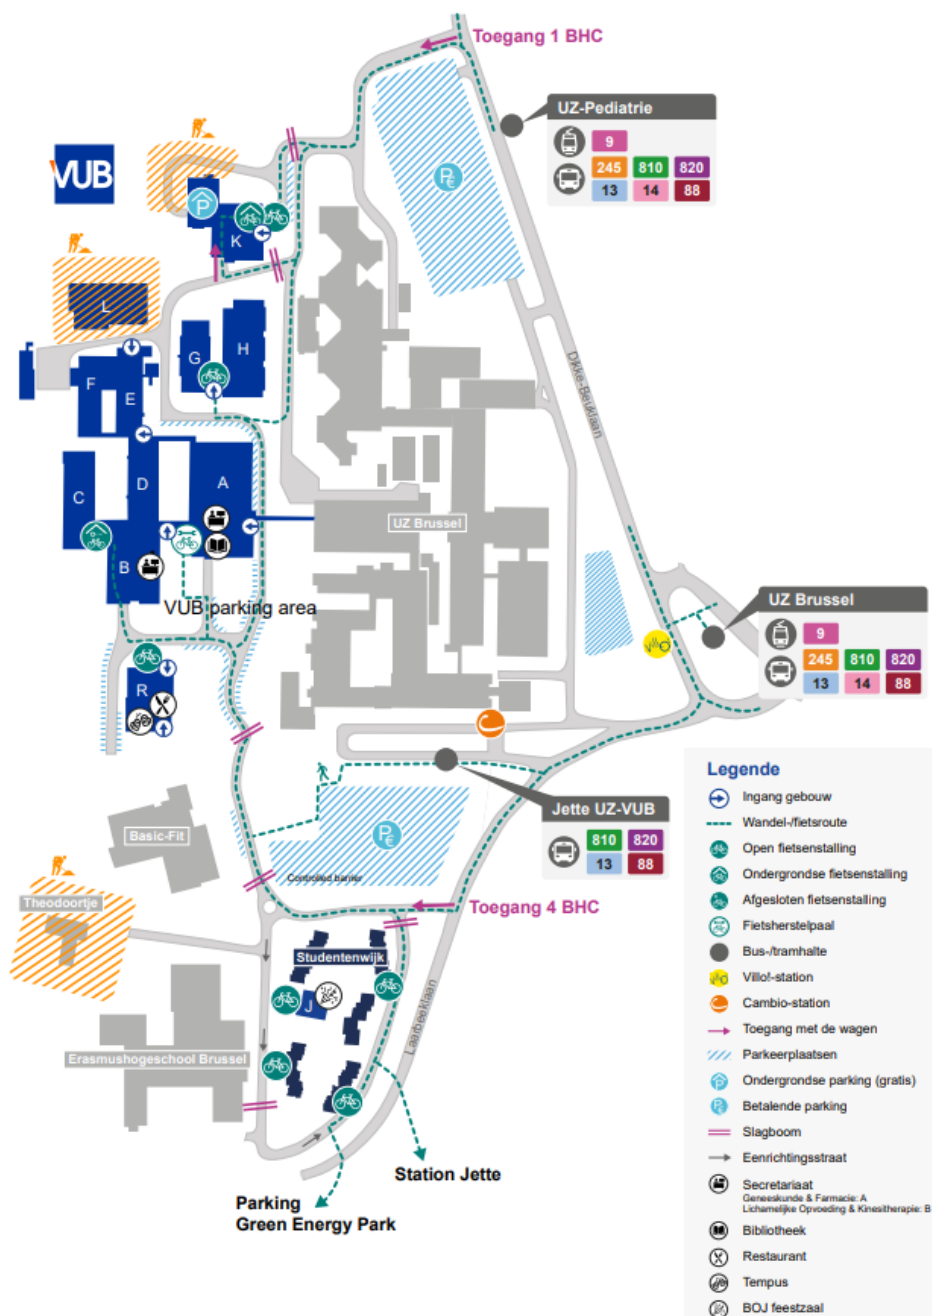 Toegang 1 BHC
UZ-Pediatrie
9
245 810 820
13 14 88
VUB
P
P€
K
L
G
H
F
E
Dikke-Beuklaan
C
D
A
UZ Brussel
B
VUB parking area
UZ Brussel
9
245 810 820
13 14 88
villo
R
Jette UZ-VUB
810 820
13 88
P€
Basic-Fit
Controlled barrier
Theodoortje
Toegang 4 BHC
Studentenwijk
J
Laarbeeklaan
Erasmushogeschool Brussel
Station Jette
Parking
Green Energy Park
Legende
Ingang gebouw
Wandel-/fietsroute
Open fietsenstalling
Ondergrondse fietsenstalling
Afgesloten fietsenstalling
Fietsherstelpaal
Bus-/tramhalte
Villo!-station
Cambio-station
Toegang met de wagen
Parkeerplaatsen
Ondergrondse parking (gratis)
Betalende parking
Slagboom
Eenrichtingsstraat
Secretariaat
Geneeskunde & Farmacie: A
Lichamelijke Opvoeding & Kinesitherapie: B
Bibliotheek
Restaurant
Tempus
BOJ feestzaal